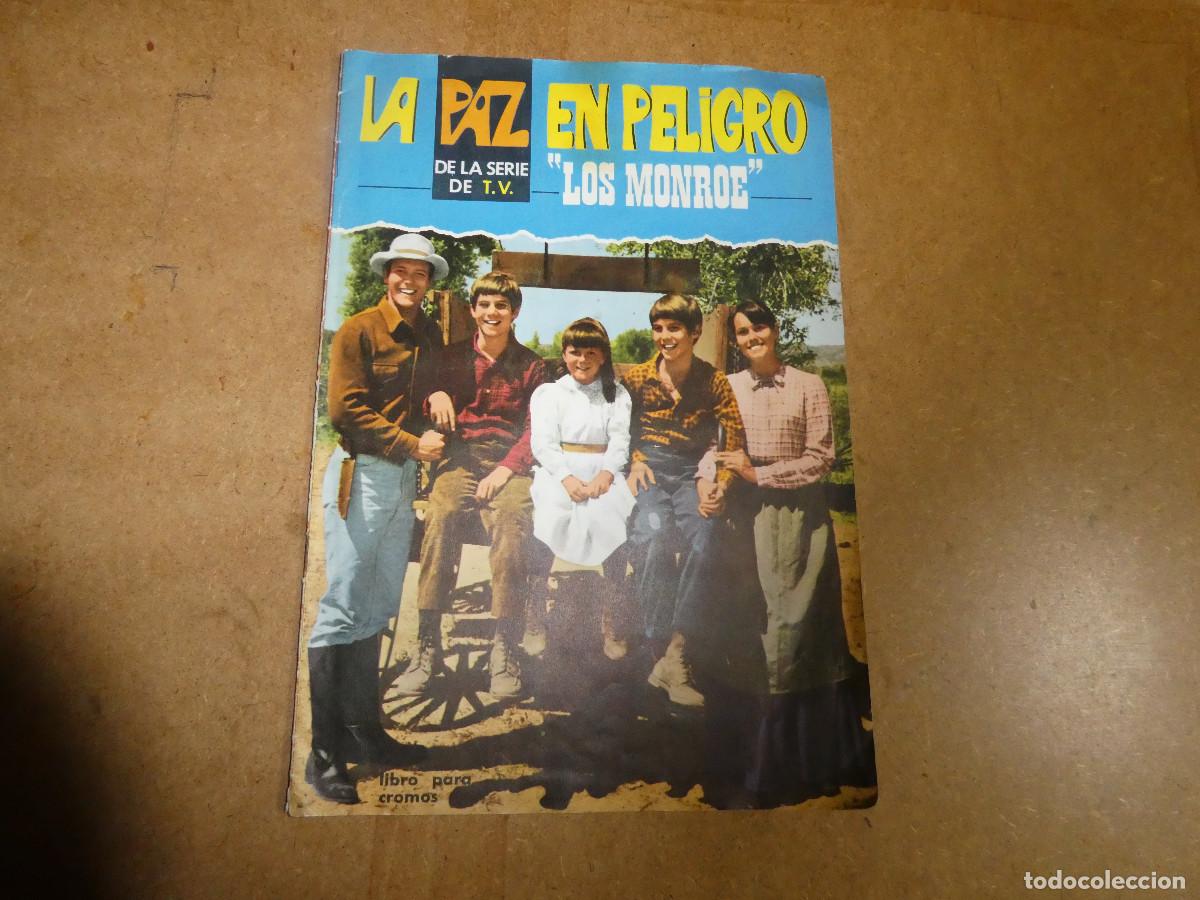 LA PAZ EN PELiGRO
DE LA SERIE
DE T.V.
"LOS MONROE"
libro para
cromos
todocoleccion